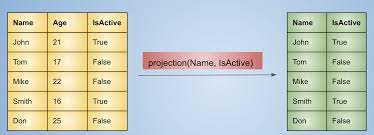 Name Age IsActive
John 21 True
Tom 17 False
Mike 22 False
Smith 16 True
Don 25 False
projection(Name, IsActive)
Name IsActive
John True
Tom False
Mike False
Smith True
Don False